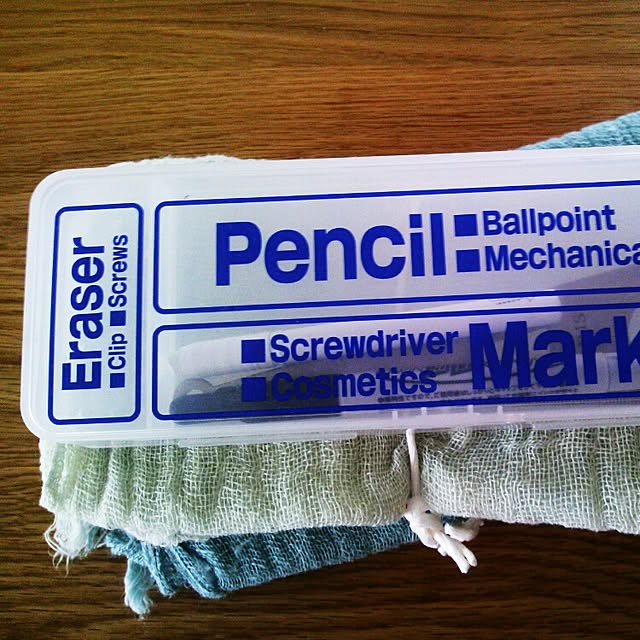 Eraser
■Clip ■Screws
Pencil
■Ballpoint
■Mechanica
■Screwdriver
■Cosmetics
Mark